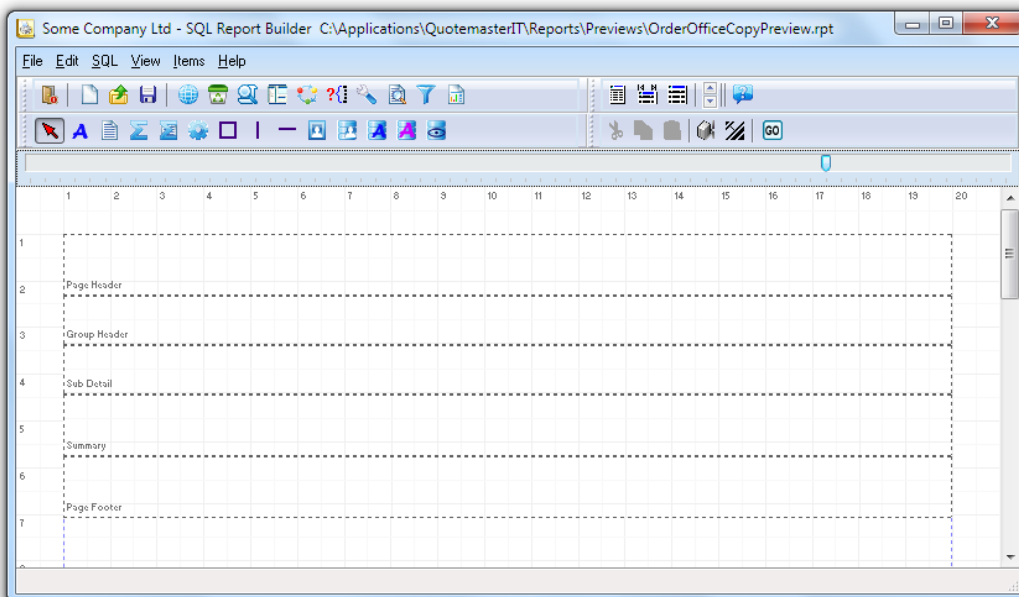 Some Company Ltd - SQL Report Builder C:\Applications\QuotemasterIT\Reports\Previews\OrderOfficeCopyPreview.rpt
File Edit SQL View Items Help
?{}
A A A
GO
1 2 3 4 5 6 7 8 9 10 11 12 13 14 15 16 17 18 19 20
1
Page Header
2
Group Header
3
Sub Detail
4
5
Summary
6
Page Footer
7